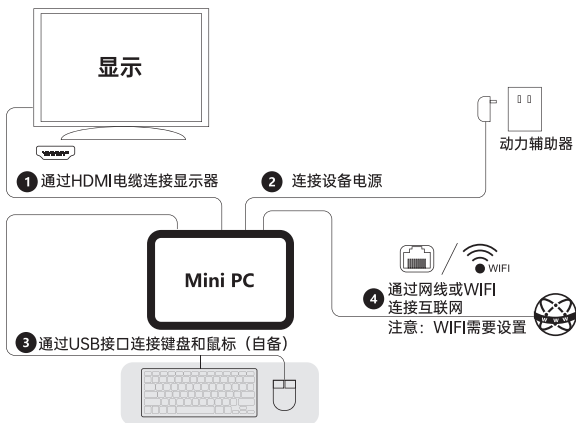 显示
1 通过HDMI电缆连接显示器
2 连接设备电源
动力辅助器
Mini PC
WIFI
4 通过网线或WIFI
连接互联网
注意：WIFI需要设置
WWW
3 通过USB接口连接键盘和鼠标（自备）